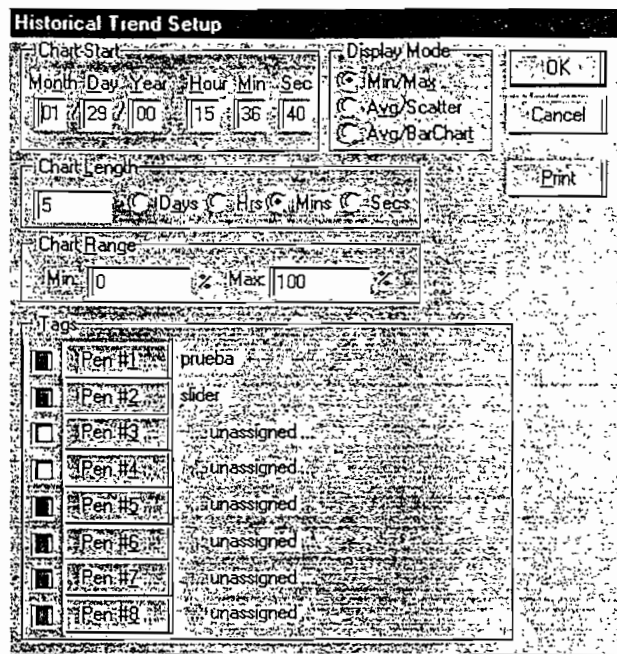 Historical Trend Setup
Chart Start
Month Day Year Hour Min Sec
01 / 29 / 00 15 : 36 : 40
Display Mode
Min/Max
Avg/Scatter
Avg/BarChart
OK
Cancel
Print
Chart Length
5 Days Hrs Mins Secs
Chart Range
Min: 0 % Max: 100 %
Tags
Pen #1 prueba
Pen #2 slider
Pen #3 ... unassigned ...
Pen #4 ... unassigned ...
Pen #5 ... unassigned ...
Pen #6 ... unassigned ...
Pen #7 ... unassigned ...
Pen #8 ... unassigned ...